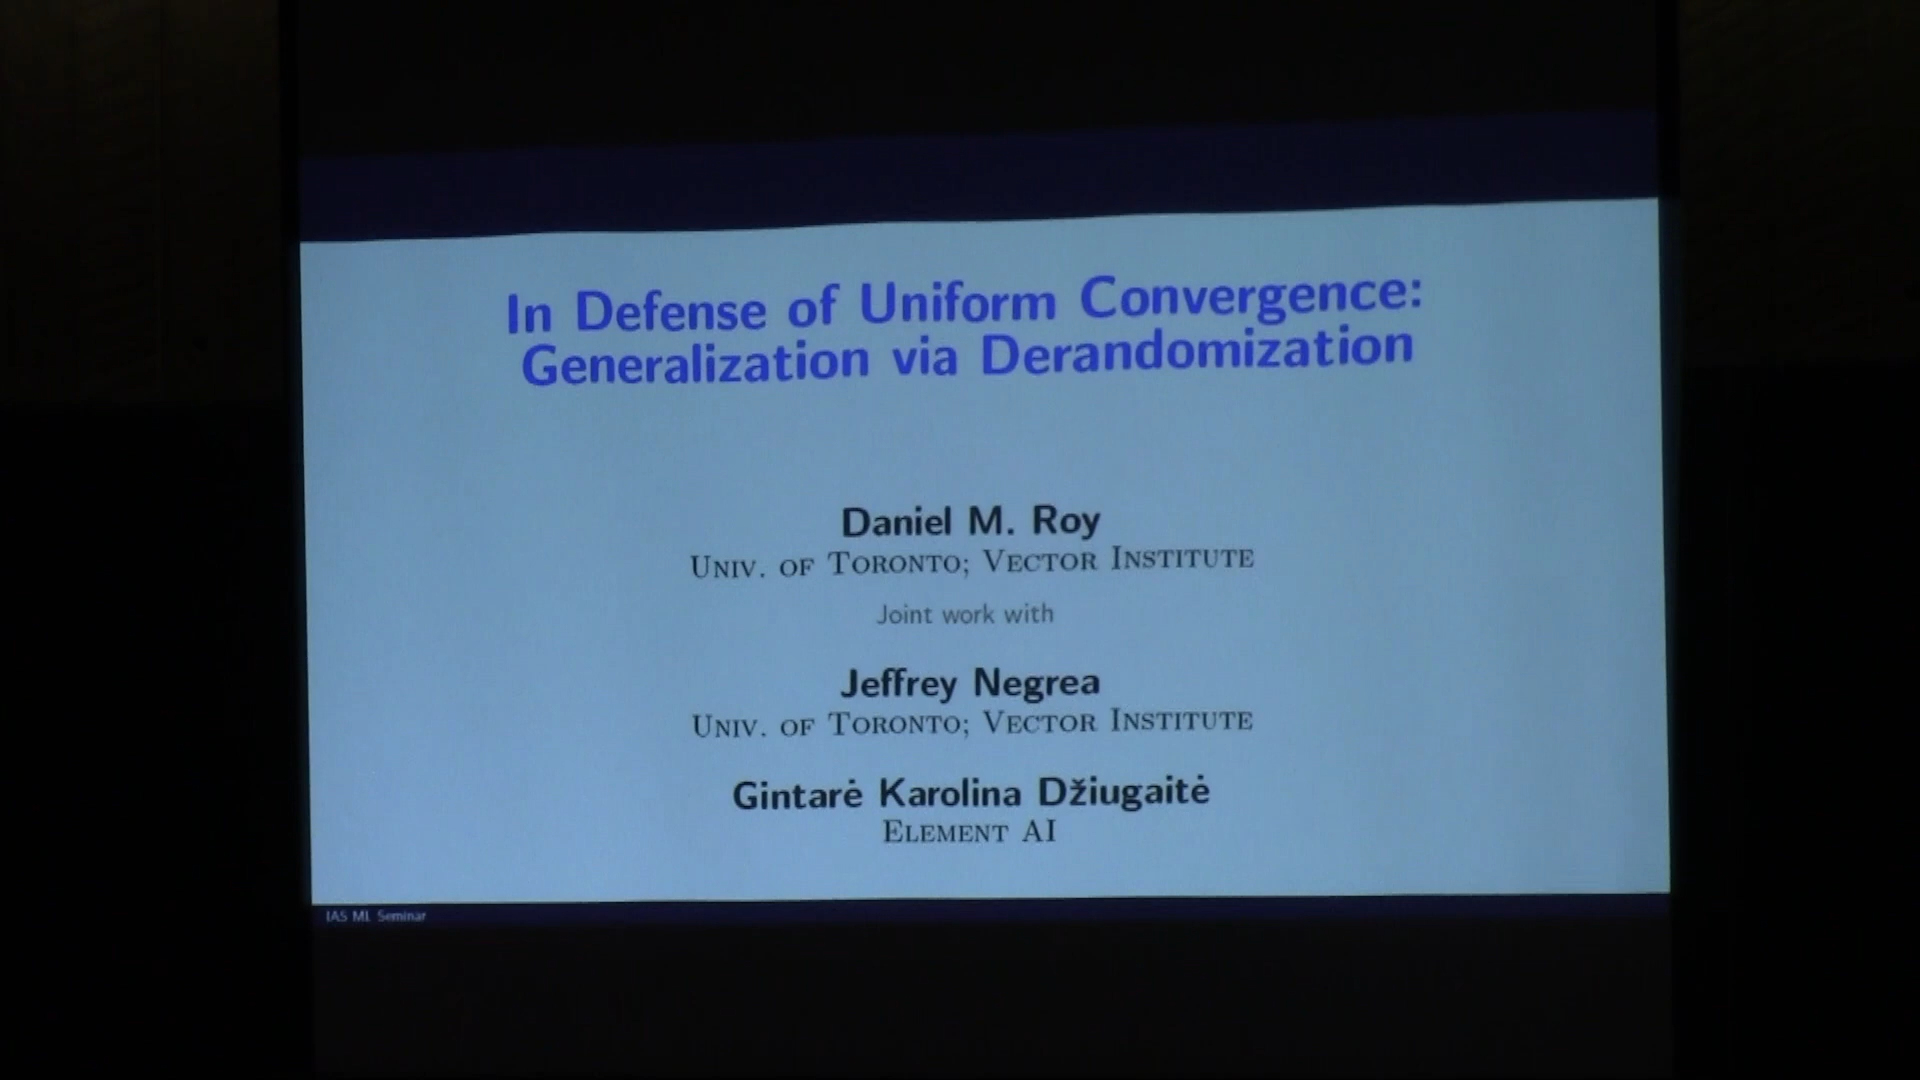 In Defense of Uniform Convergence:
Generalization via Derandomization
Daniel M. Roy
Univ. of Toronto; Vector Institute
Joint work with
Jeffrey Negrea
Univ. of Toronto; Vector Institute
Gintarė Karolina Džiugaitė
Element AI
IAS ML Seminar